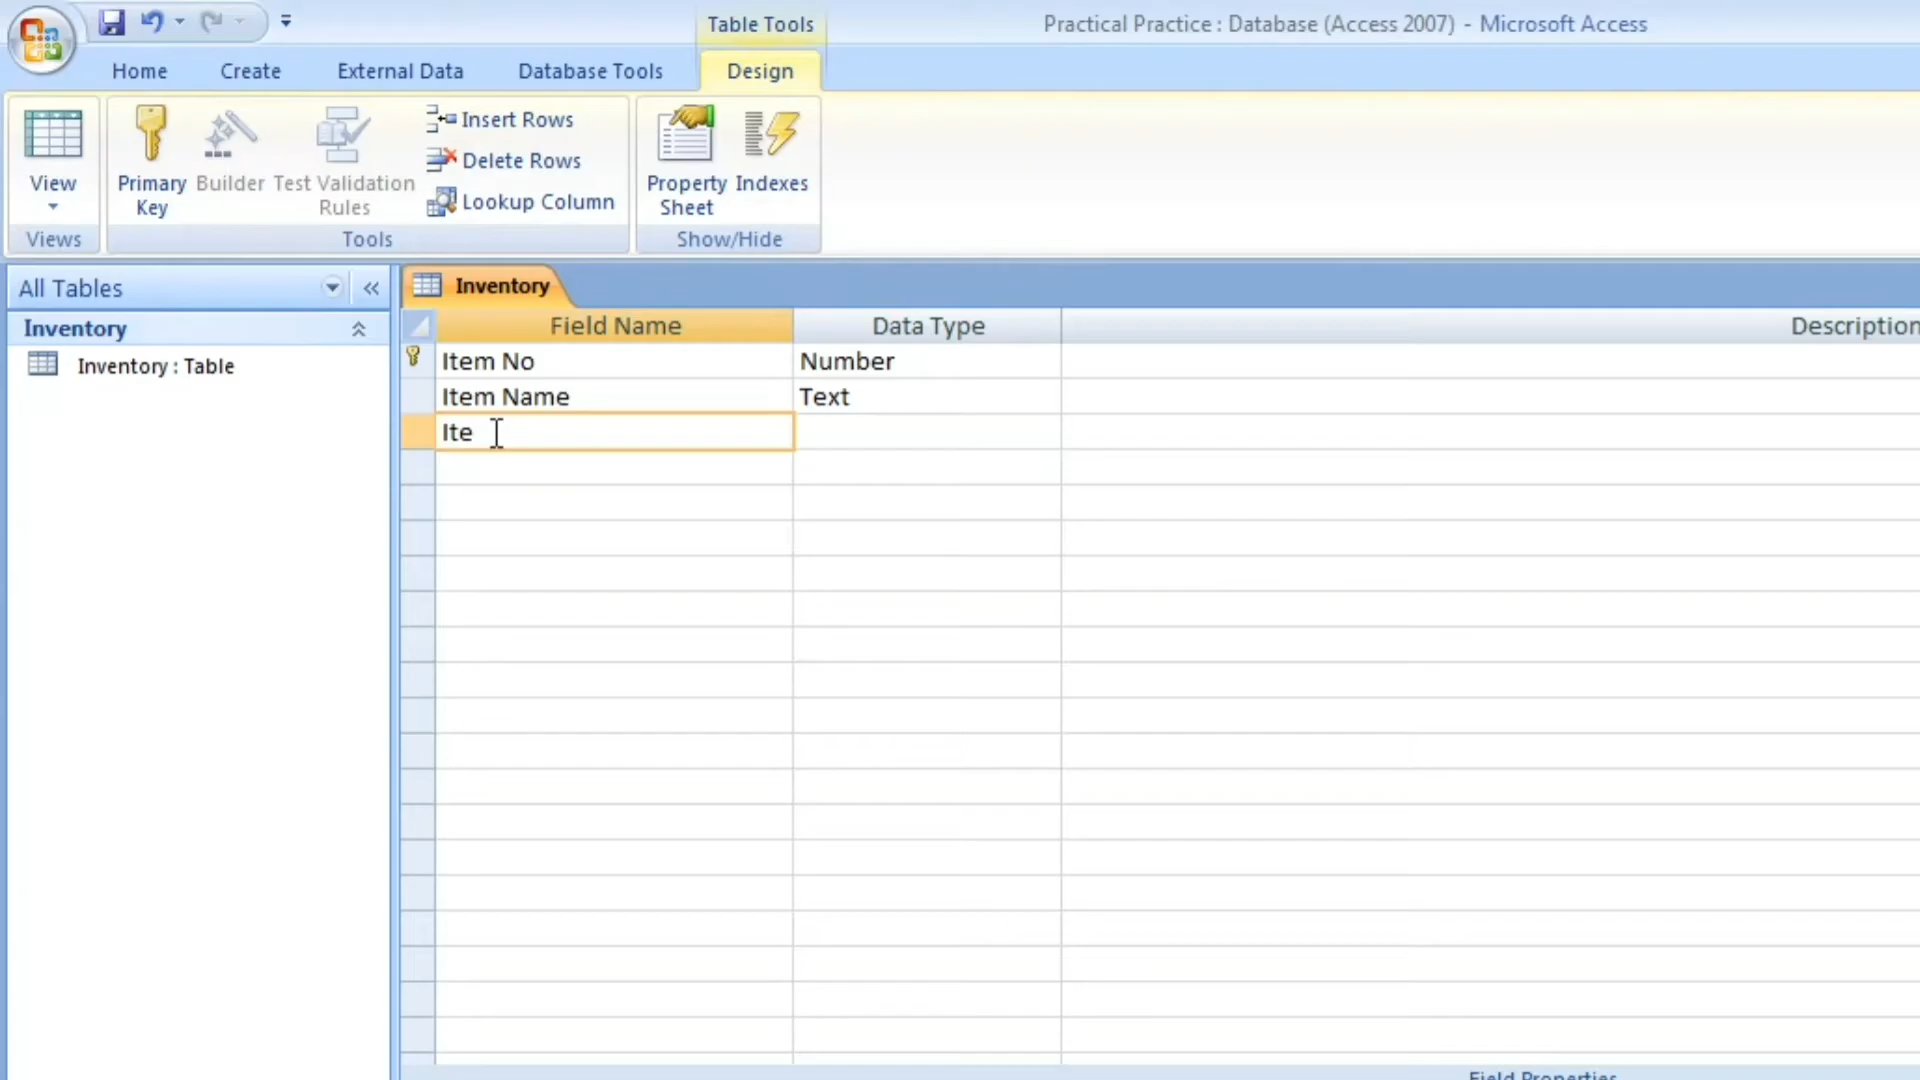 Table Tools
Practical Practice : Database (Access 2007) - Microsoft Access
Home
Create
External Data
Database Tools
Design
View
Primary Key
Builder
Test Validation Rules
Insert Rows
Delete Rows
Lookup Column
Property Sheet
Indexes
Views
Tools
Show/Hide
All Tables
Inventory
Inventory : Table
Inventory
Field Name
Data Type
Description
Item No
Number
Item Name
Text
Ite
Field Properties